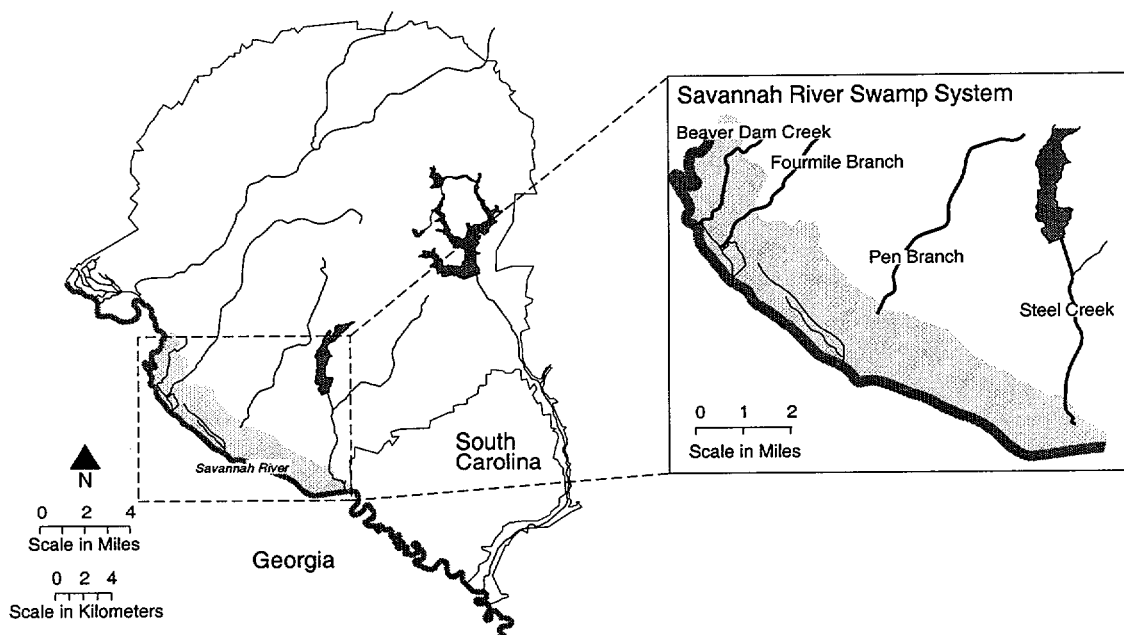 Savannah River Swamp System
Beaver Dam Creek
Fourmile Branch
Pen Branch
Steel Creek
0 1 2
Scale in Miles
South
Carolina
Savannah River
N
0 2 4
Scale in Miles
Georgia
0 2 4
Scale in Kilometers